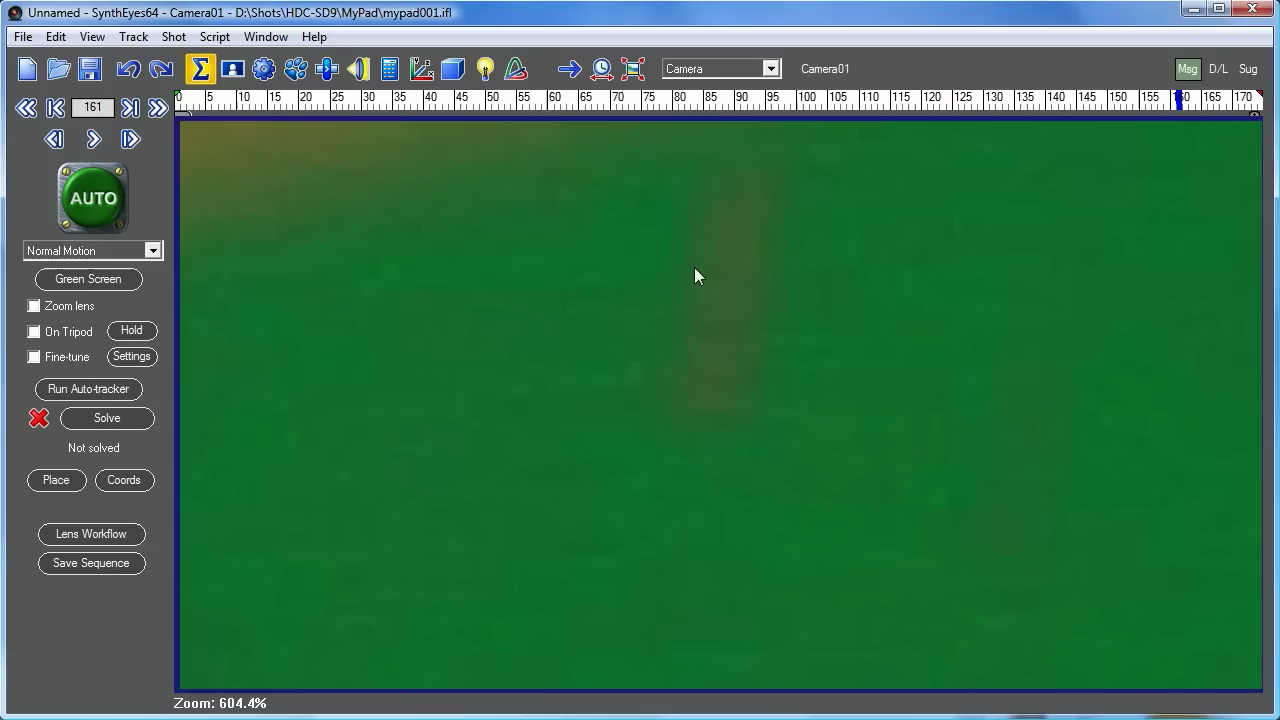 Unnamed - SynthEyes64 - Camera01 - D:\Shots\HDC-SD9\MyPad\mypad001.ifl
File Edit View Track Shot Script Window Help
Camera Camera01 Msg D/L Sug
161
0 5 10 15 20 25 30 35 40 45 50 55 60 65 70 75 80 85 90 95 100 105 110 115 120 125 130 135 140 145 150 155 160 165 170
AUTO
Normal Motion
Green Screen
Zoom lens
On Tripod Hold
Fine-tune Settings
Run Auto-tracker
Solve
Not solved
Place Coords
Lens Workflow
Save Sequence
Zoom: 604.4%